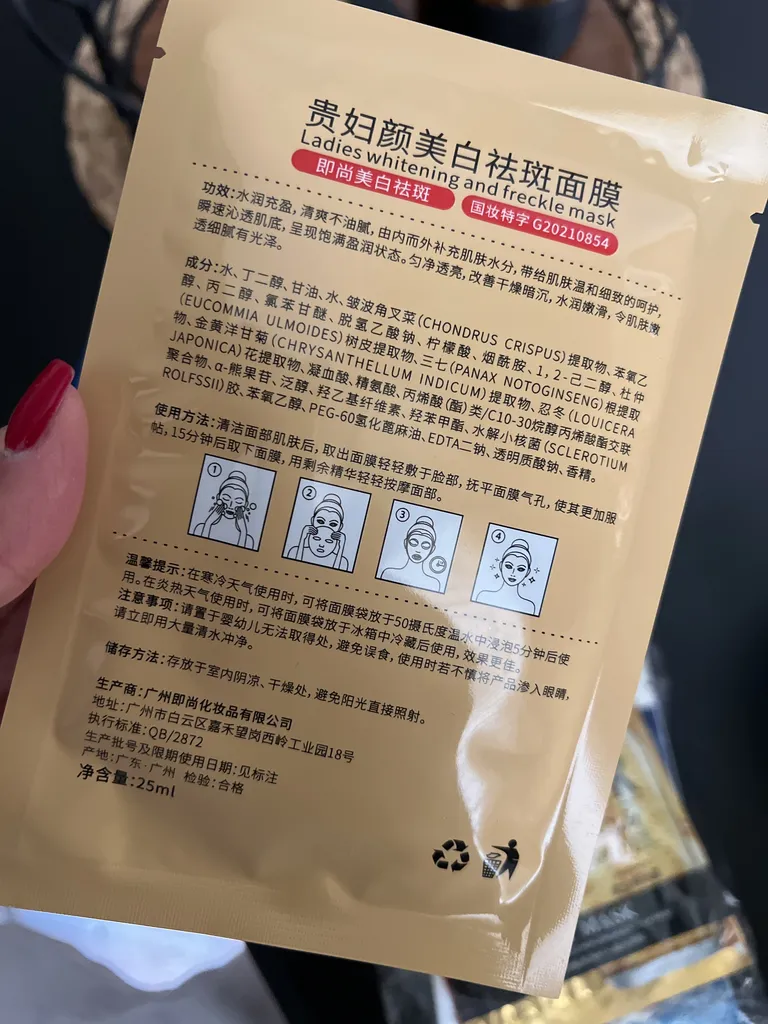 贵妇颜美白祛斑面膜
Ladies whitening and freckle mask
即尚美白祛斑 国妆特字 G20210854
功效:水润充盈,清爽不油腻,由内而外补充肌肤水分,带给肌肤温和细致的呵护,
瞬速沁透肌底,呈现饱满盈润状态。匀净透亮,改善干燥暗沉,水润嫩滑,令肌肤嫩
透细腻有光泽。
成分:水、丁二醇、甘油、水、皱波角叉菜(CHONDRUS CRISPUS)提取物、苯氧乙
醇、丙二醇、氯苯甘醚、脱氢乙酸钠、柠檬酸、烟酰胺、1,2-己二醇、杜仲
(EUCOMMIA ULMOIDES)树皮提取物、三七(PANAX NOTOGINSENG)根提取
物、金黄洋甘菊(CHRYSANTHELLUM INDICUM)提取物、忍冬(LOUICERA
JAPONICA)花提取物、凝血酸、精氨酸、丙烯酸(酯)类/C10-30烷醇丙烯酸酯交联
聚合物、α-熊果苷、泛醇、羟乙基纤维素、羟苯甲酯、水解小核菌(SCLEROTIUM
ROLFSSII)胶、苯氧乙醇、PEG-60氢化蓖麻油、EDTA二钠、透明质酸钠、香精。
使用方法:清洁面部肌肤后,取出面膜轻轻敷于脸部,抚平面膜气孔,使其更加服
帖,15分钟后取下面膜,用剩余精华轻轻按摩面部。
1 2 3 4
温馨提示:在寒冷天气使用时,可将面膜袋放于50摄氏度温水中浸泡5分钟后使
用。在炎热天气使用时,可将面膜袋放于冰箱中冷藏后使用,效果更佳。
注意事项:请置于婴幼儿无法取得处,避免误食,使用时若不慎将产品渗入眼睛,
请立即用大量清水冲净。
储存方法:存放于室内阴凉、干燥处,避免阳光直接照射。
生产商:广州即尚化妆品有限公司
地址:广州市白云区嘉禾望岗西岭工业园18号
执行标准:QB/2872
生产批号及限期使用日期:见标注
产地:广东·广州 检验:合格
净含量:25ml
MASK